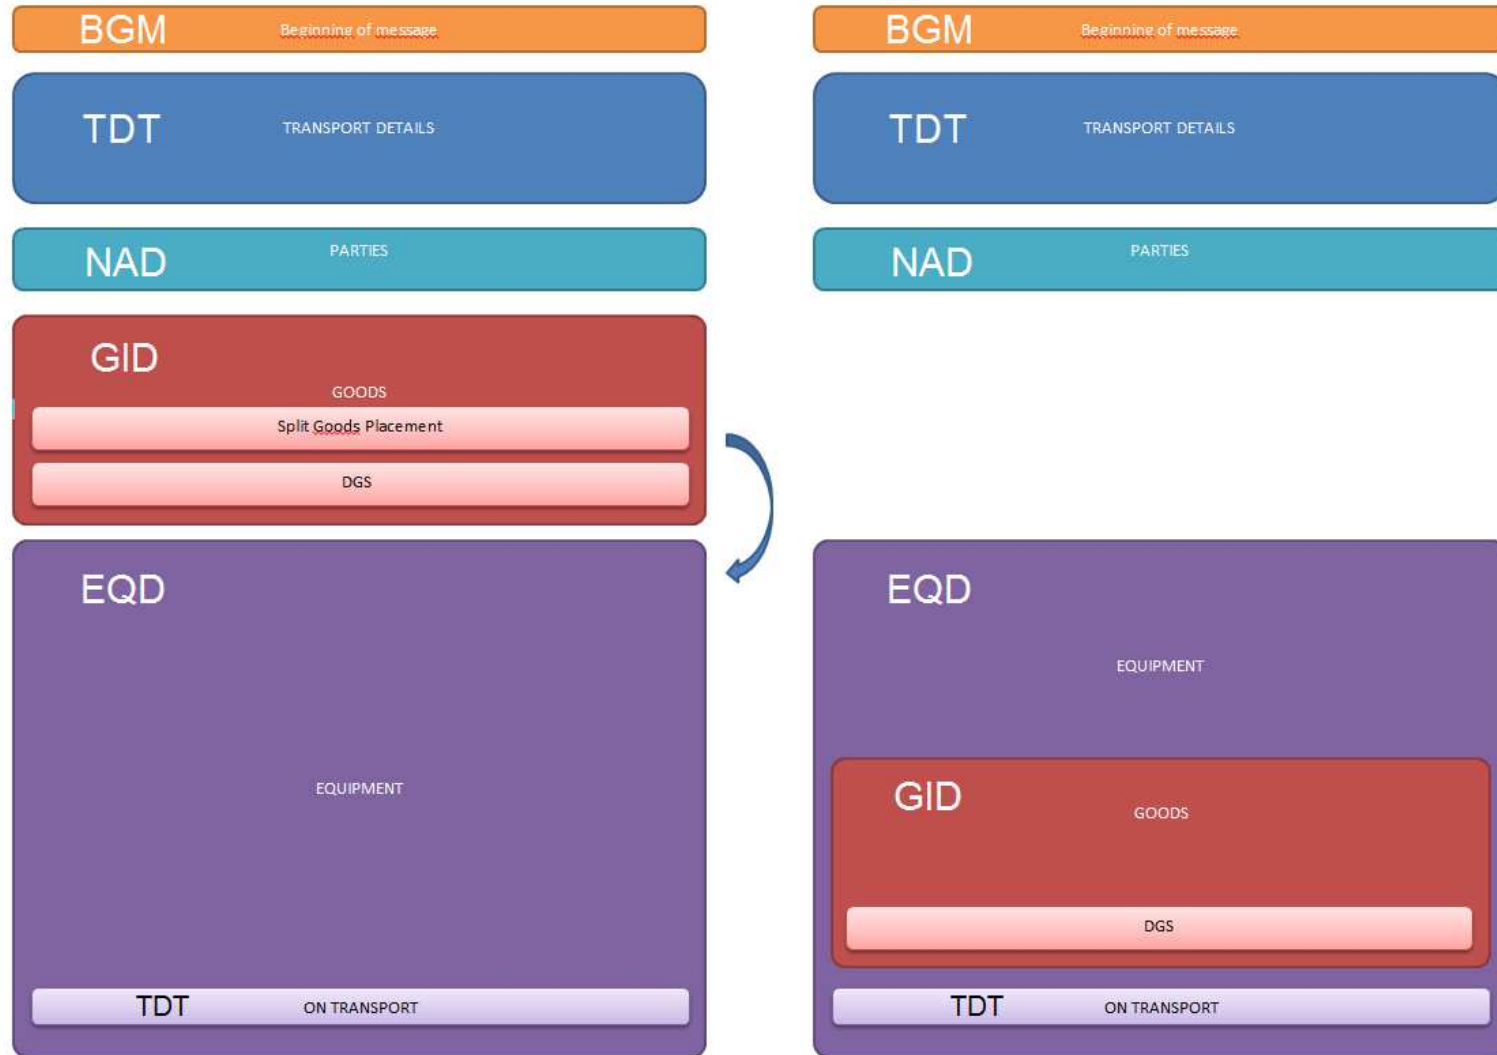 BGM Beginning of message
TDT TRANSPORT DETAILS
NAD PARTIES
GID
GOODS
Split Goods Placement
DGS
EQD
EQUIPMENT
TDT ON TRANSPORT
BGM Beginning of message
TDT TRANSPORT DETAILS
NAD PARTIES
EQD
EQUIPMENT
GID GOODS
DGS
TDT ON TRANSPORT